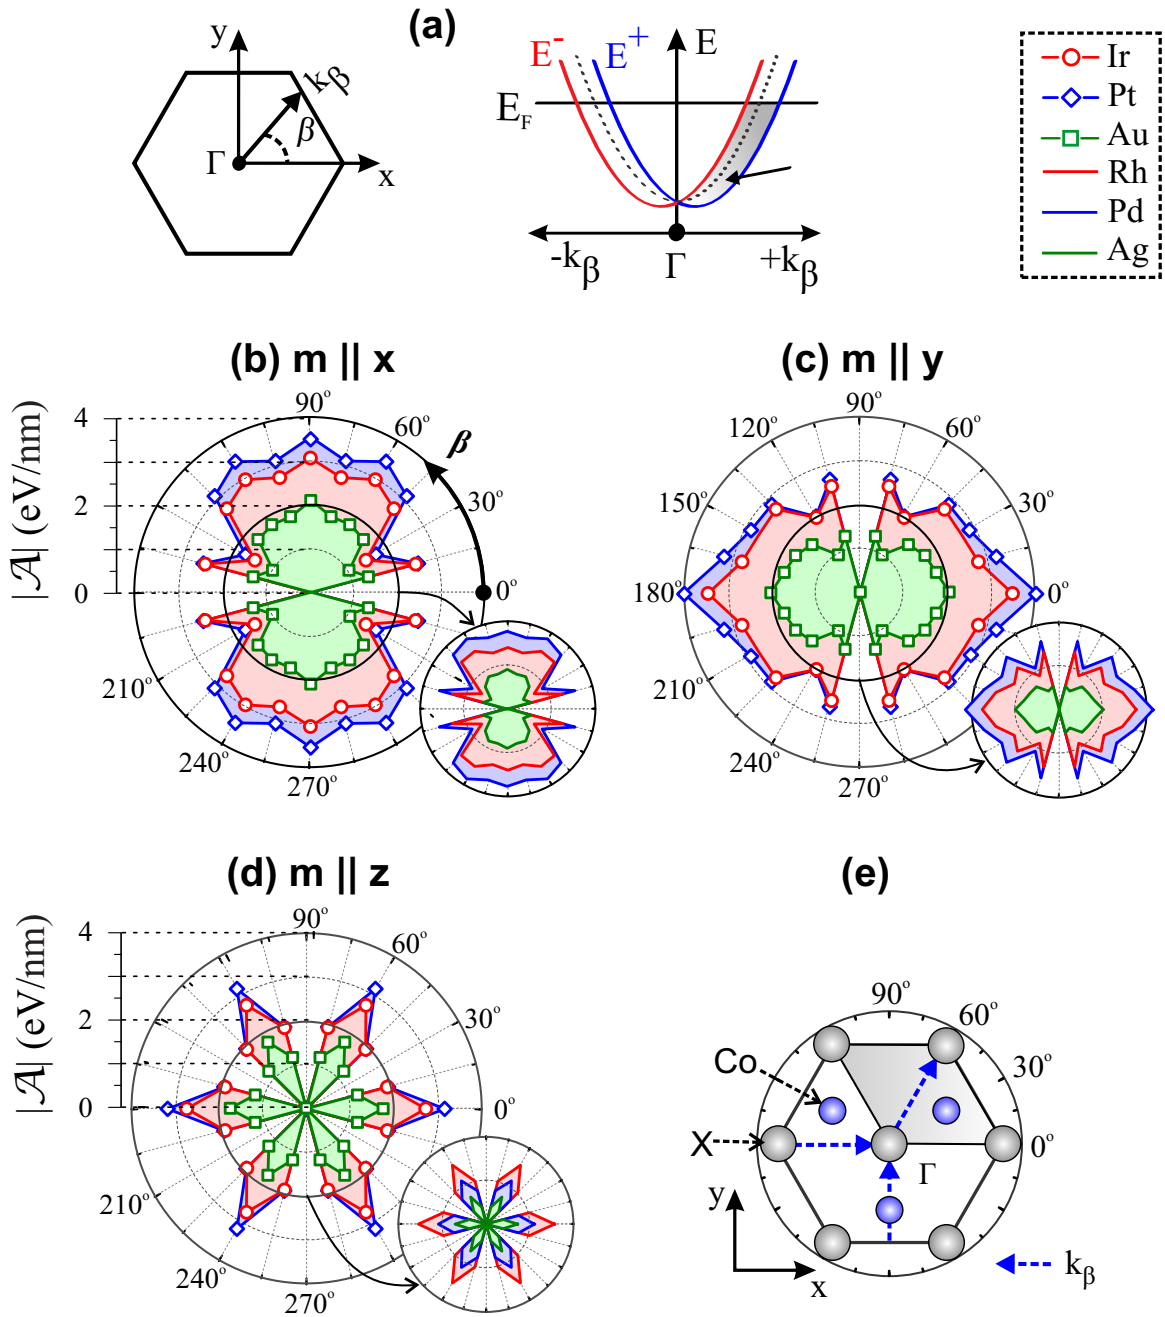 (a)
y
k_β
β
Γ
x
E⁻
E⁺
E
E_F
-k_β
Γ
+k_β
Ir
Pt
Au
Rh
Pd
Ag
(b) m || x
|𝒜| (eV/nm)
4
2
0
90°
60°
β
30°
0°
210°
240°
270°
(c) m || y
90°
120°
60°
150°
30°
180°
0°
210°
240°
270°
(d) m || z
|𝒜| (eV/nm)
4
2
0
90°
60°
30°
0°
210°
240°
270°
(e)
90°
60°
30°
0°
Co
X
Γ
y
x
k_β